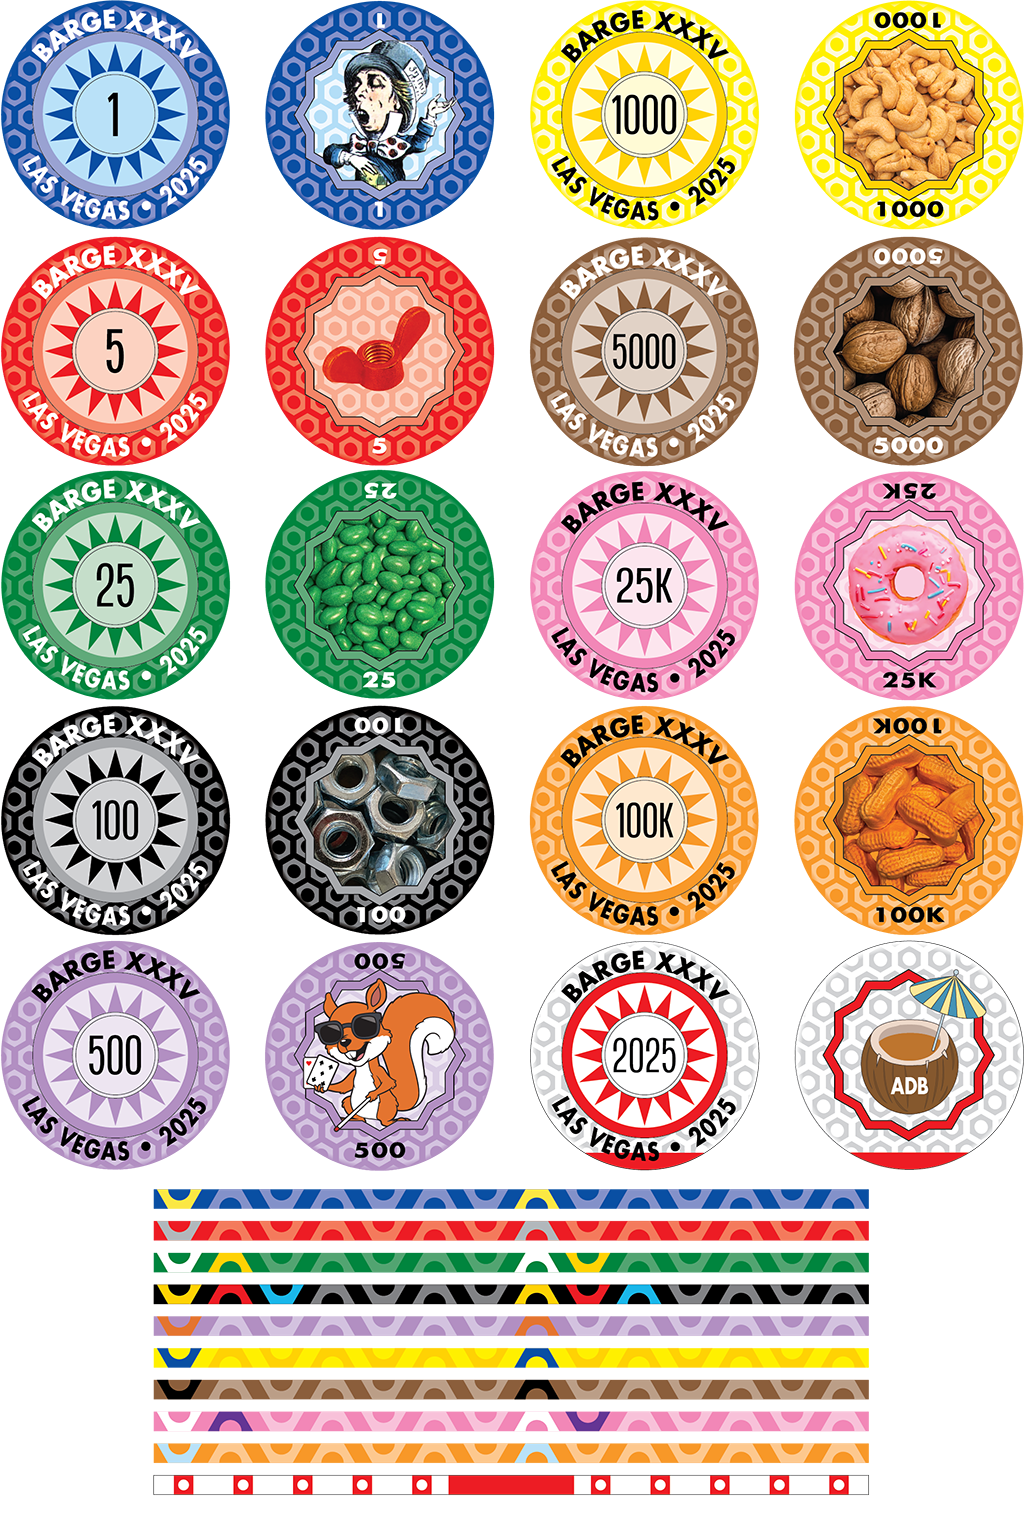 BARGE XXXV
1
LAS VEGAS • 2025
1
1
BARGE XXXV
1000
LAS VEGAS • 2025
1000
1000
BARGE XXXV
5
LAS VEGAS • 2025
5
5
BARGE XXXV
5000
LAS VEGAS • 2025
5000
5000
BARGE XXXV
25
LAS VEGAS • 2025
25
25
BARGE XXXV
25K
LAS VEGAS • 2025
25K
25K
BARGE XXXV
100
LAS VEGAS • 2025
100
100
BARGE XXXV
100K
LAS VEGAS • 2025
100K
100K
BARGE XXXV
500
LAS VEGAS • 2025
500
500
BARGE XXXV
2025
LAS VEGAS • 2025
ADB